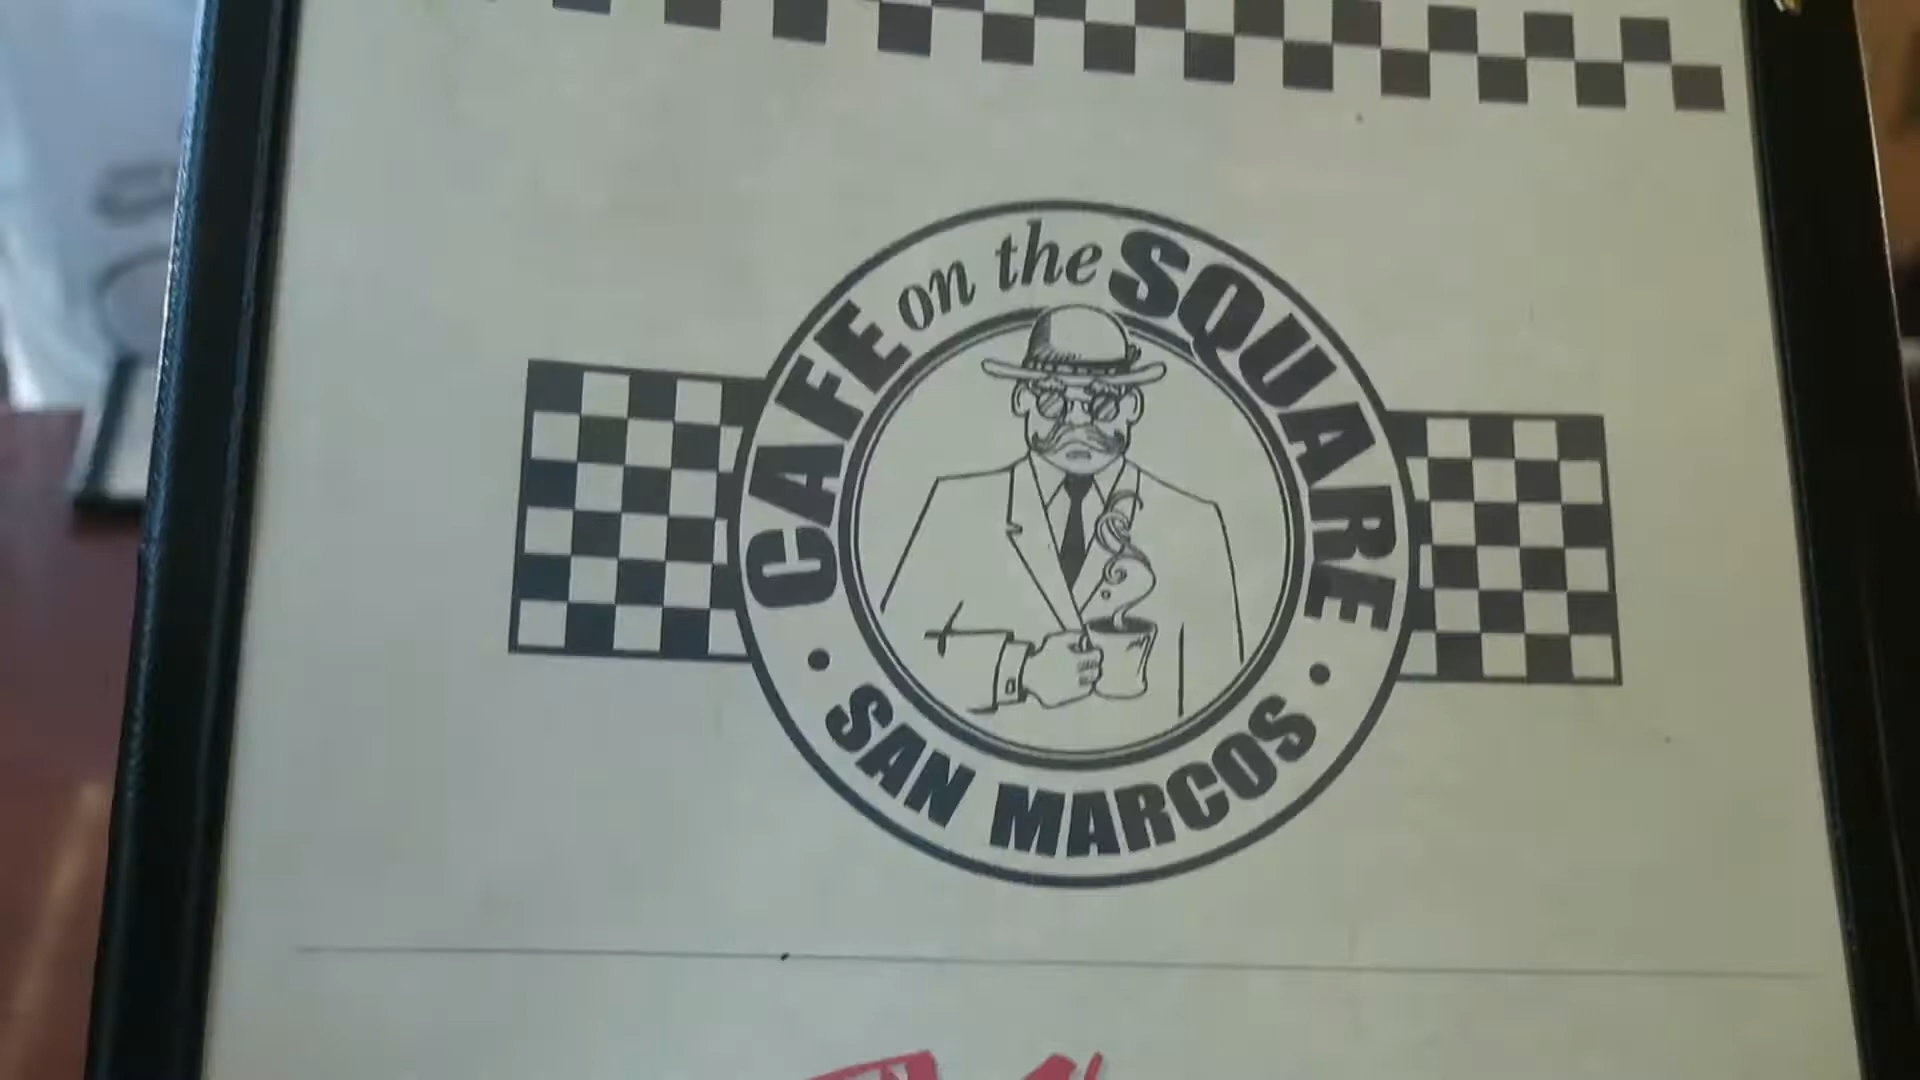 CAFE on the SQUARE
• SAN MARCOS •